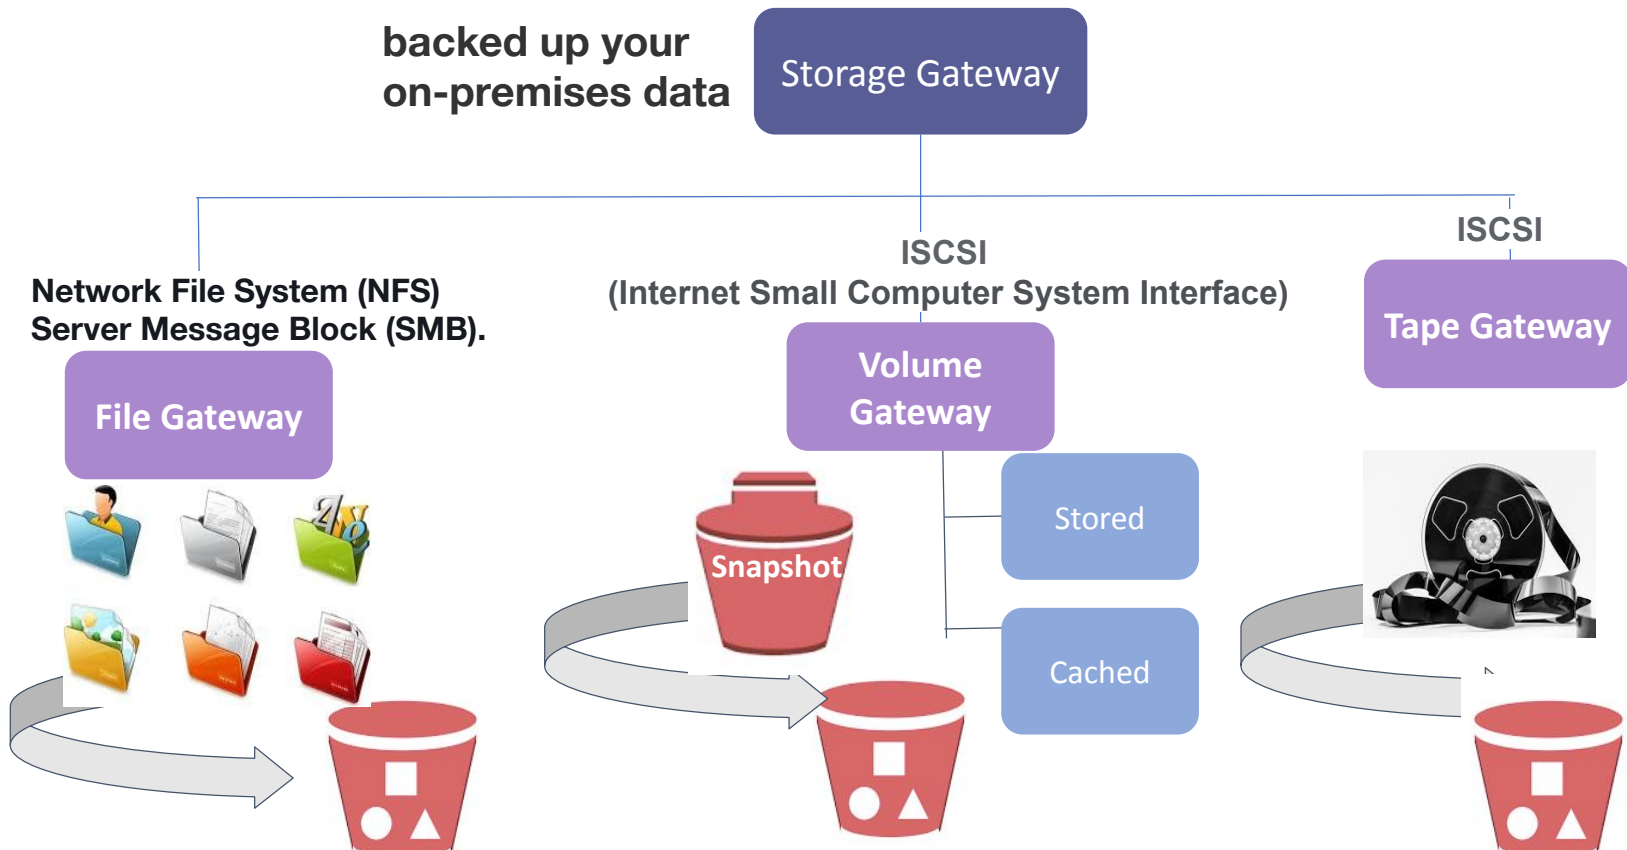 backed up your
on-premises data
Storage Gateway
Network File System (NFS)
Server Message Block (SMB).
File Gateway
ISCSI
(Internet Small Computer System Interface)
Volume
Gateway
Snapshot
Stored
Cached
ISCSI
Tape Gateway